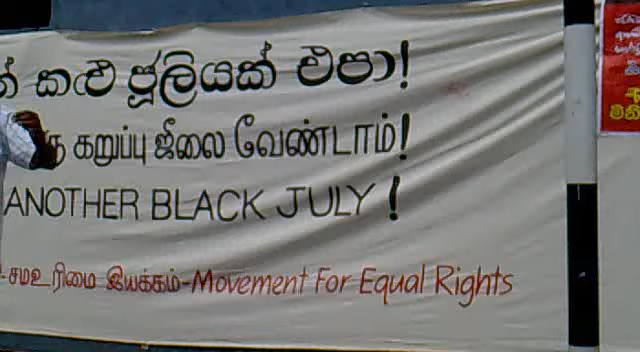 කළු ජූලියක් එපා!
கறுப்பு ஜீலை வேண்டாம்!
ANOTHER BLACK JULY!
-சமஉரிமை இயக்கம்-Movement For Equal Rights